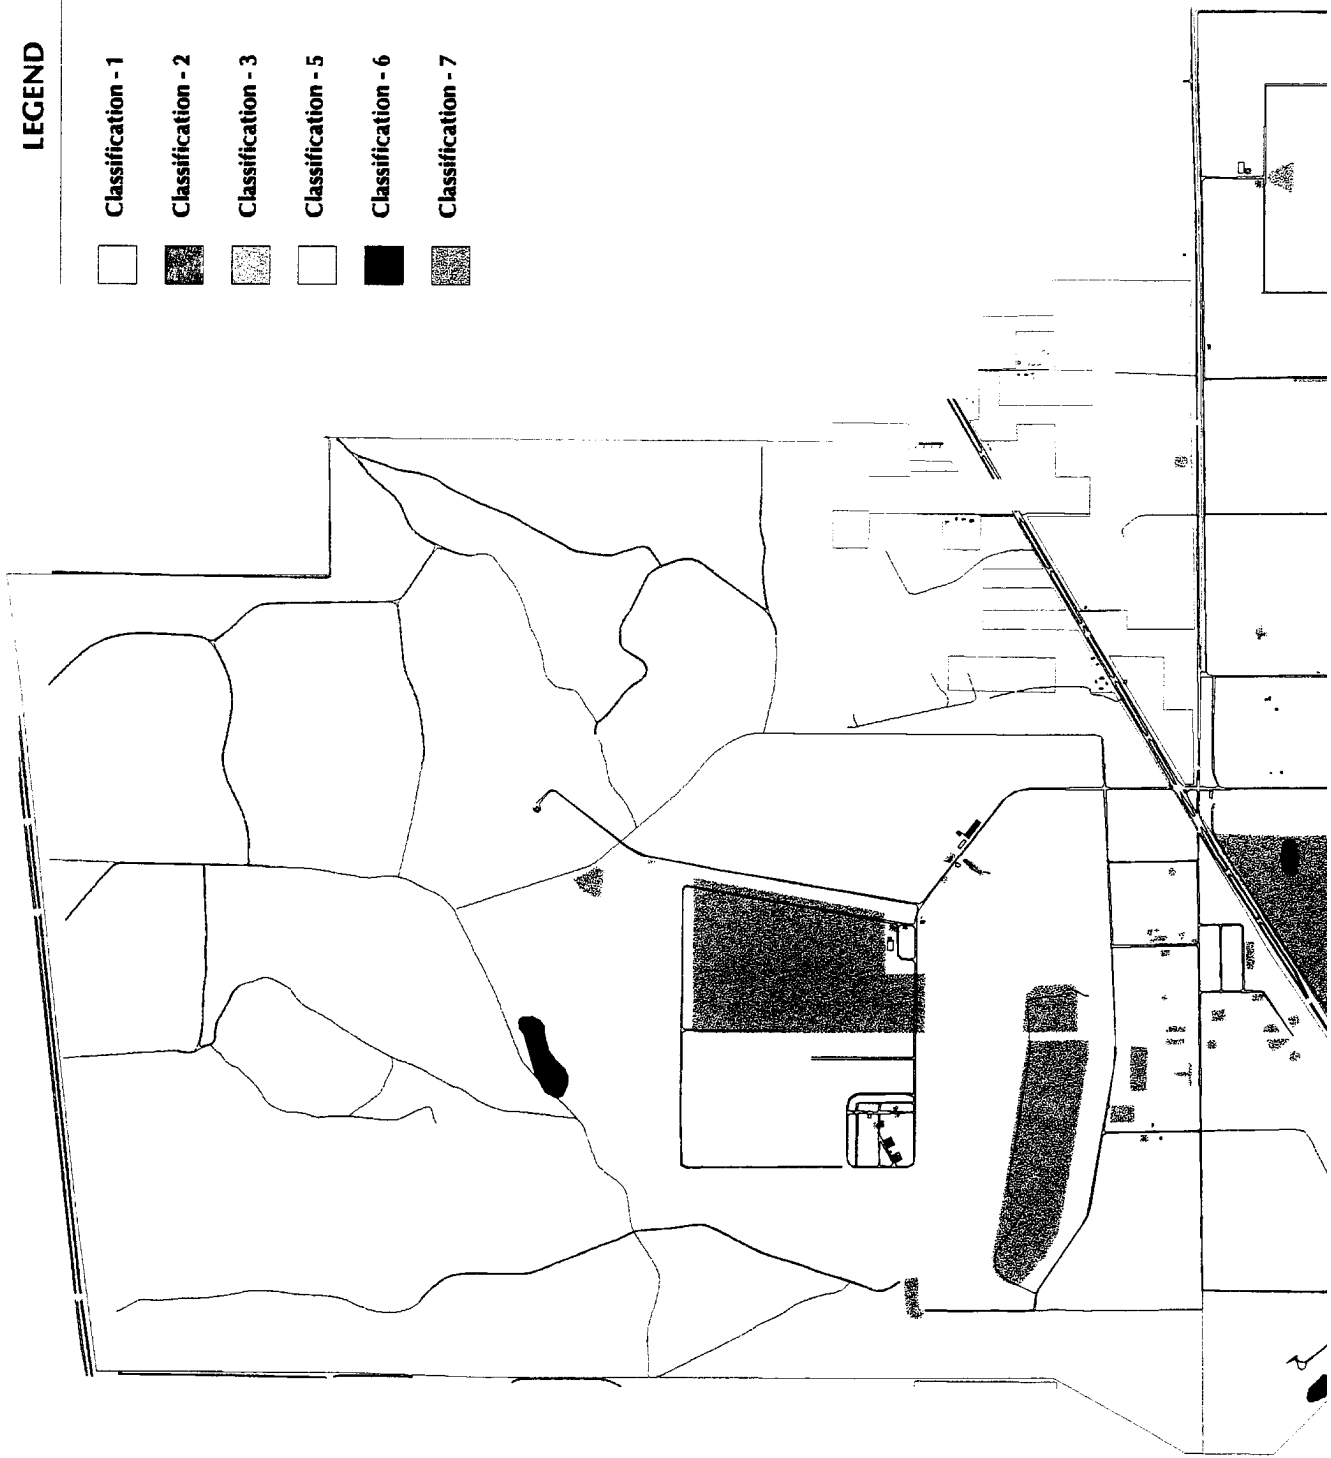 LEGEND
Classification - 1
Classification - 2
Classification - 3
Classification - 5
Classification - 6
Classification - 7